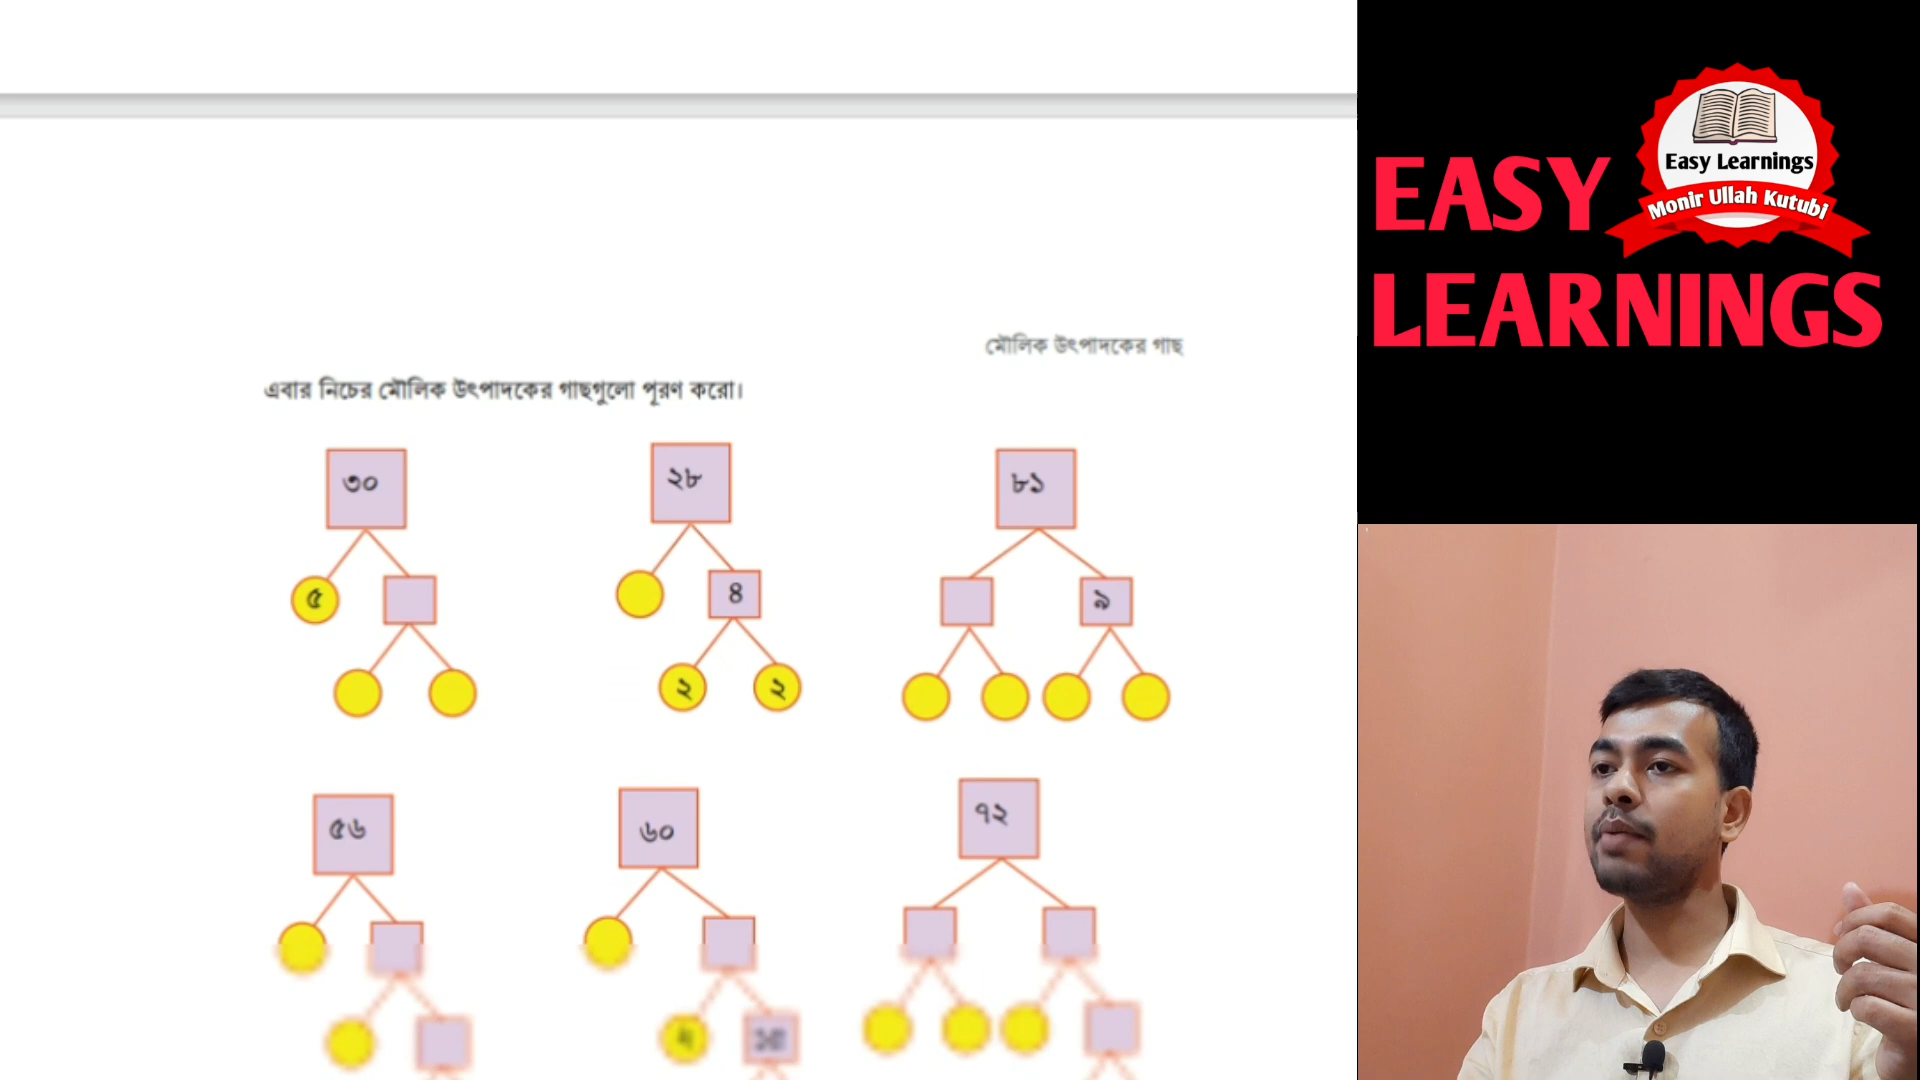 মৌলিক উৎপাদকের গাছ
এবার নিচের মৌলিক উৎপাদকের গাছগুলো পূরণ করো।
৩০
২৮
৮১
৫
৪
৯
২
২
৫৬
৬০
৭২
EASY
LEARNINGS
Easy Learnings
Monir Ullah Kutubi